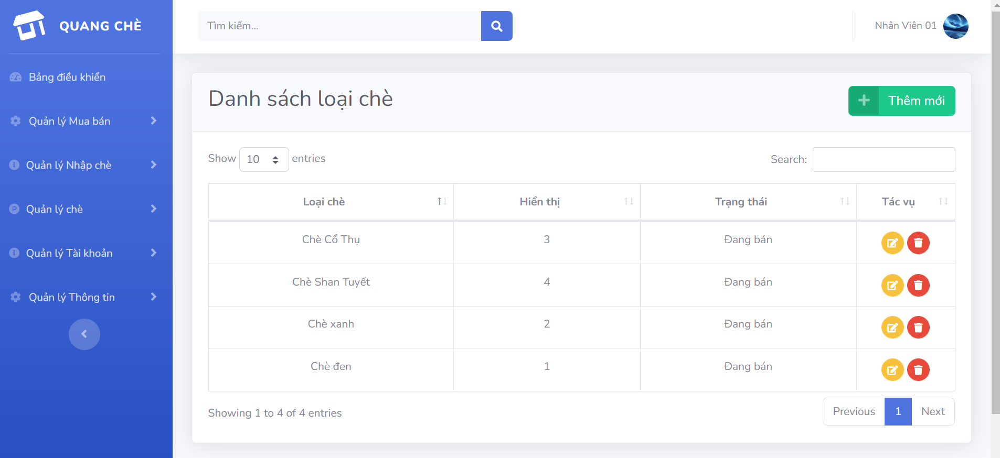 QUANG CHÈ
Tìm kiếm...
Nhân Viên 01
Bảng điều khiển
Quản lý Mua bán
Quản lý Nhập chè
Quản lý chè
Quản lý Tài khoản
Quản lý Thông tin
Danh sách loại chè
Thêm mới
Show 10 entries
Search:
Loại chè Hiển thị Trạng thái Tác vụ
Chè Cổ Thụ 3 Đang bán
Chè Shan Tuyết 4 Đang bán
Chè xanh 2 Đang bán
Chè đen 1 Đang bán
Showing 1 to 4 of 4 entries
Previous 1 Next